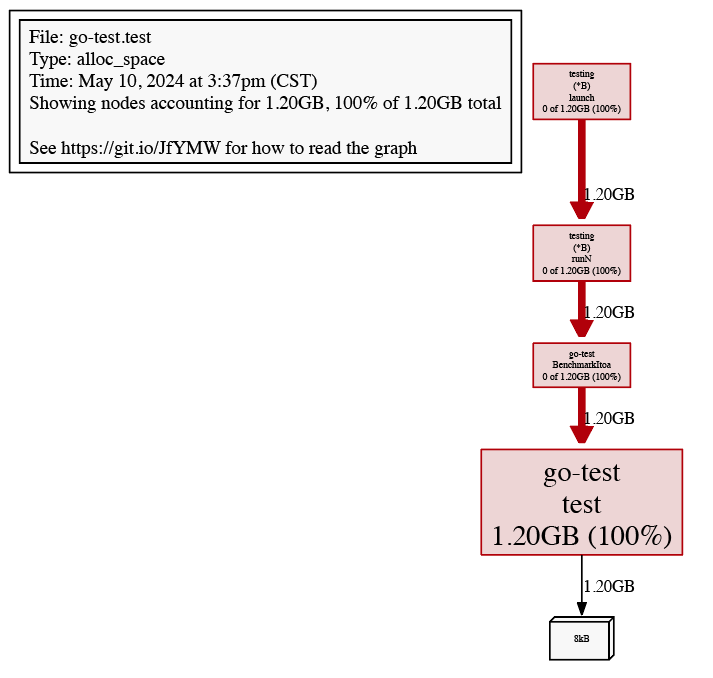 File: go-test.test
Type: alloc_space
Time: May 10, 2024 at 3:37pm (CST)
Showing nodes accounting for 1.20GB, 100% of 1.20GB total
See https://git.io/JfYMW for how to read the graph
testing
(*B)
launch
0 of 1.20GB (100%)
1.20GB
testing
(*B)
runN
0 of 1.20GB (100%)
1.20GB
go-test
BenchmarkItoa
0 of 1.20GB (100%)
1.20GB
go-test
test
1.20GB (100%)
1.20GB
8kB